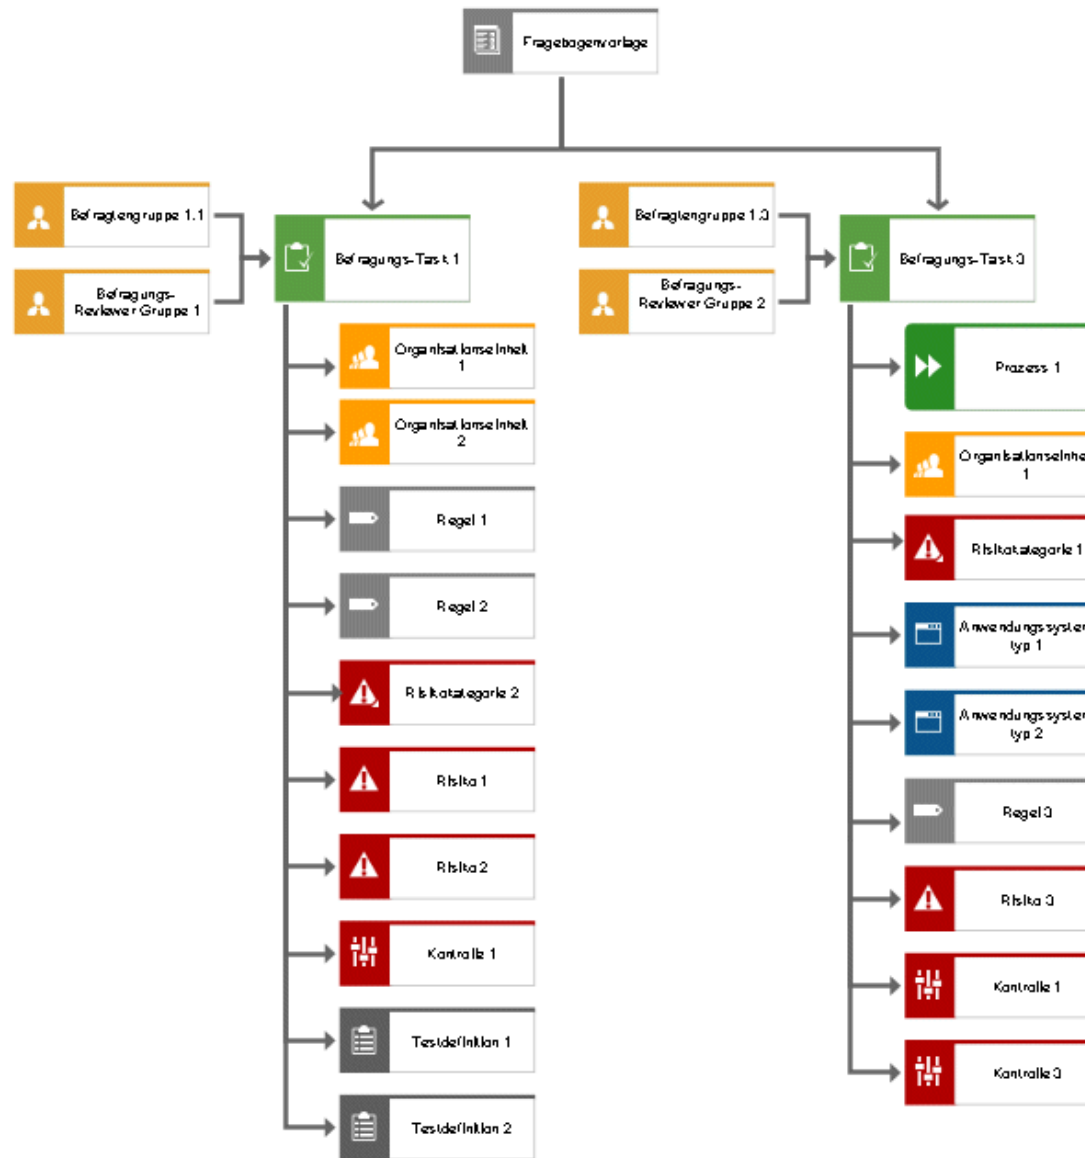 Fragebogenvorlage
Befragtengruppe 1.1
Befragungs-
Reviewer Gruppe 1
Befragungs-Task 1
Organisationseinheit
1
Organisationseinheit
2
Regel 1
Regel 2
Risikokategorie 2
Risiko 1
Risiko 2
Kontrolle 1
Testdefinition 1
Testdefinition 2
Befragtengruppe 1.3
Befragungs-
Reviewer Gruppe 2
Befragungs-Task 3
Prozess 1
Organisationseinhe
1
Risikokategorie 1
Anwendungssystem
typ 1
Anwendungssystem
typ 2
Regel 3
Risiko 3
Kontrolle 1
Kontrolle 3